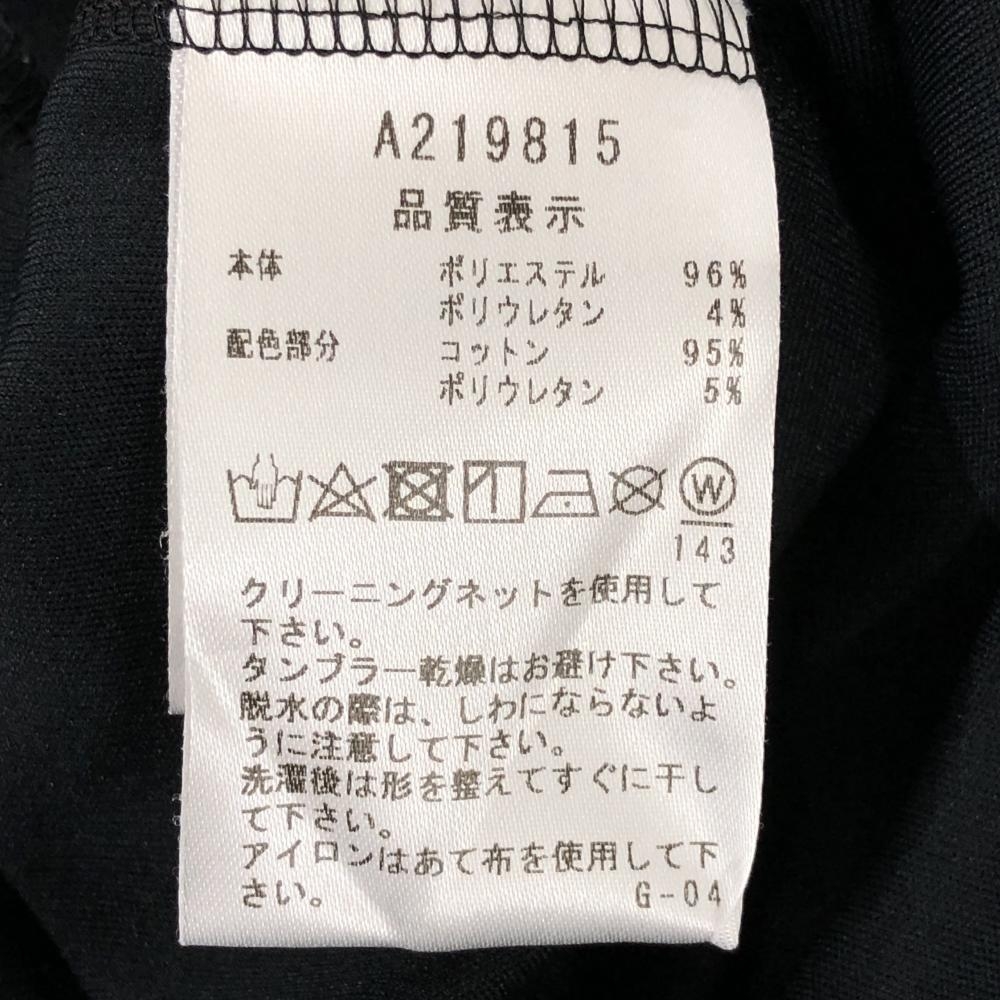 A219815
品質表示
本体 ポリエステル 96%
ポリウレタン 4%
配色部分 コットン 95%
ポリウレタン 5%
W
143
クリーニングネットを使用して
下さい。
タンブラー乾燥はお避け下さい。
脱水の際は、しわにならないよ
うに注意して下さい。
洗濯後は形を整えてすぐに干し
て下さい。
アイロンはあて布を使用して下
さい。 G-04